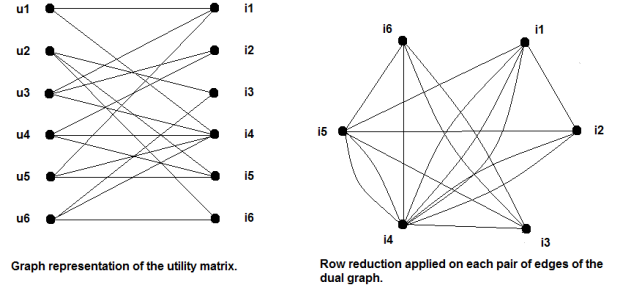 u1 i1
u2 i2
u3 i3
u4 i4
u5 i5
u6 i6
Graph representation of the utility matrix.
i6 i1
i5 i2
i4 i3
Row reduction applied on each pair of edges of the
dual graph.